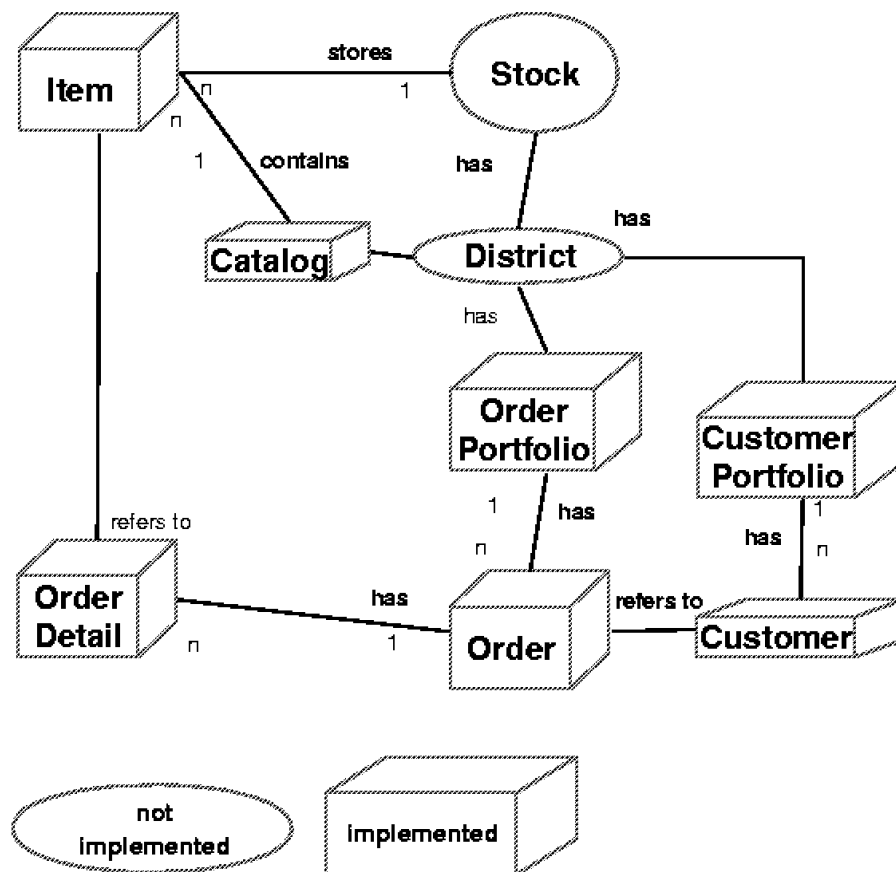 stores
Item
Stock
n
1
n
1
contains
has
has
Catalog
District
has
Order
Portfolio
Customer
Portfolio
1
has
n
1
has
n
refers to
Order
Detail
has
n
1
Order
refers to
Customer
not
implemented
implemented